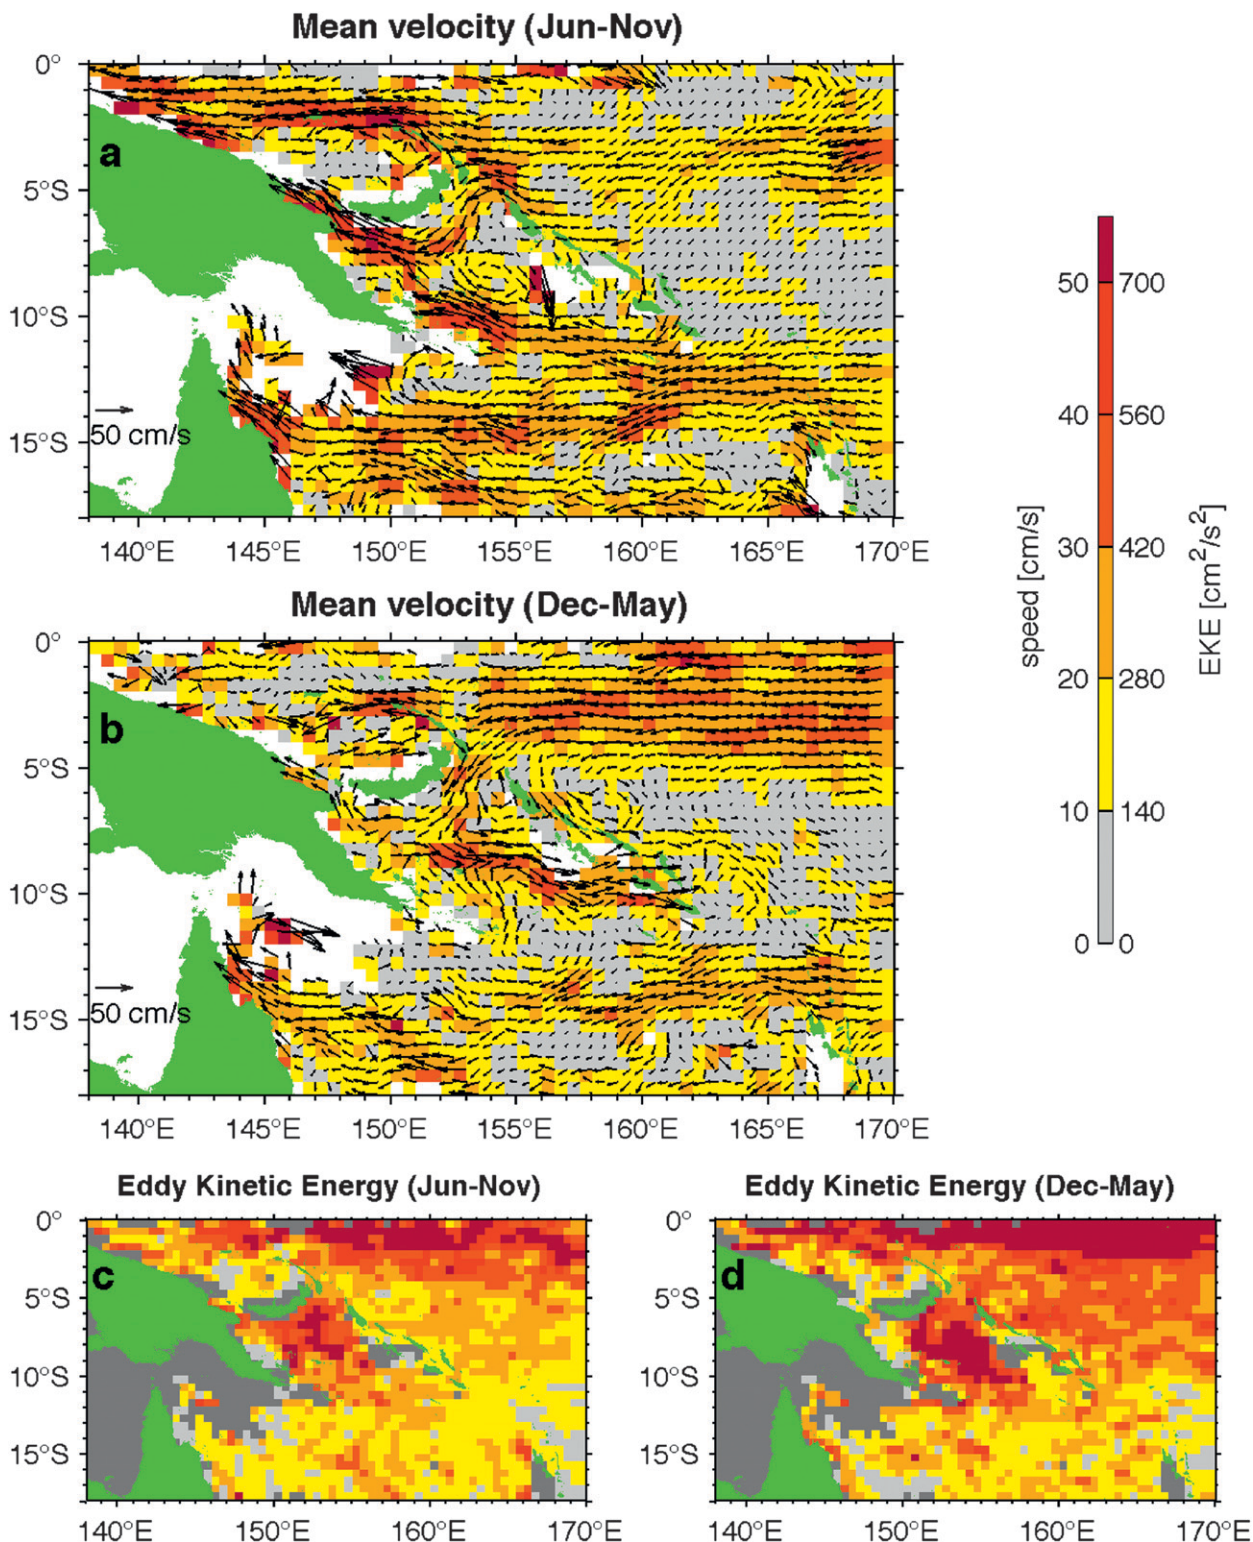 Mean velocity (Jun-Nov)
0°
5°S
10°S
15°S
a
50 cm/s
140°E 145°E 150°E 155°E 160°E 165°E 170°E
Mean velocity (Dec-May)
0°
5°S
10°S
15°S
b
50 cm/s
140°E 145°E 150°E 155°E 160°E 165°E 170°E
speed [cm/s]
EKE [cm²/s²]
50 700
40 560
30 420
20 280
10 140
0 0
Eddy Kinetic Energy (Jun-Nov)
0°
5°S
10°S
15°S
c
140°E 150°E 160°E 170°E
Eddy Kinetic Energy (Dec-May)
0°
5°S
10°S
15°S
d
140°E 150°E 160°E 170°E